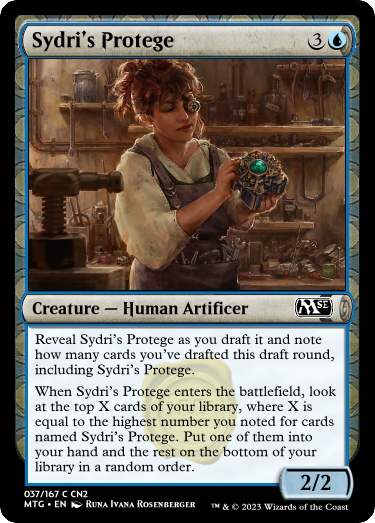 Sydri's Protege 3
Creature — Human Artificer MSE
Reveal Sydri's Protege as you draft it and note
how many cards you've drafted this draft round,
including Sydri's Protege.
When Sydri's Protege enters the battlefield, look
at the top X cards of your library, where X is
equal to the highest number you noted for cards
named Sydri's Protege. Put one of them into
your hand and the rest on the bottom of your
library in a random order.
2/2
037/167 C CN2
MTG • EN Runa Ivana Rosenberger
™ & © 2023 Wizards of the Coast